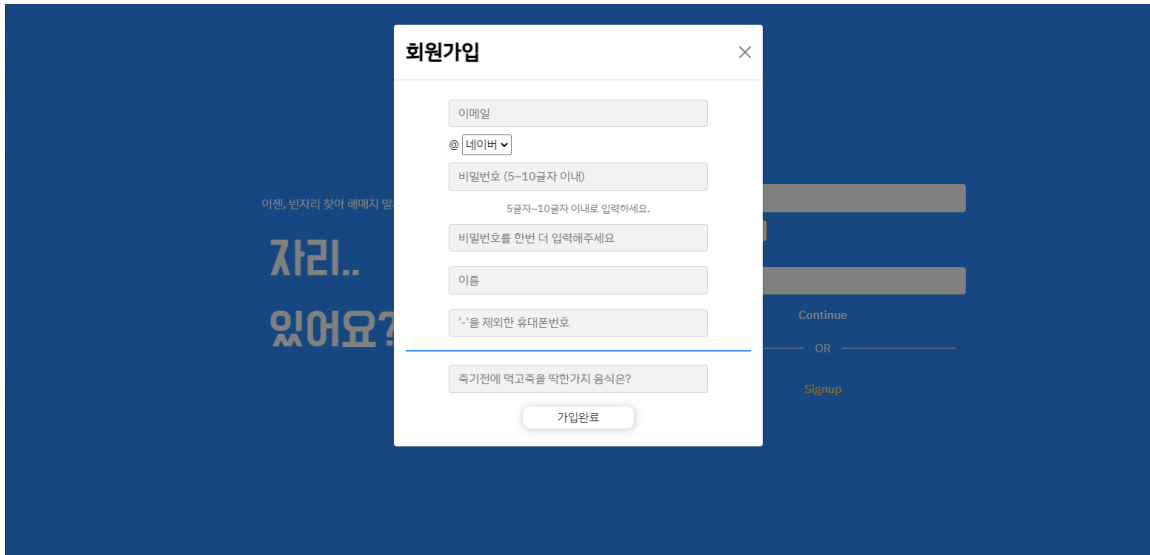 회원가입
이메일
@ 네이버
비밀번호 (5~10글자 이내)
5글자~10글자 이내로 입력하세요.
비밀번호를 한번 더 입력해주세요
이름
'-'을 제외한 휴대폰번호
죽기전에 먹고죽을 딱한가지 음식은?
가입완료
이젠, 빈자리 찾아 해매지 말
자리..
있어요?
Continue
OR
Signup